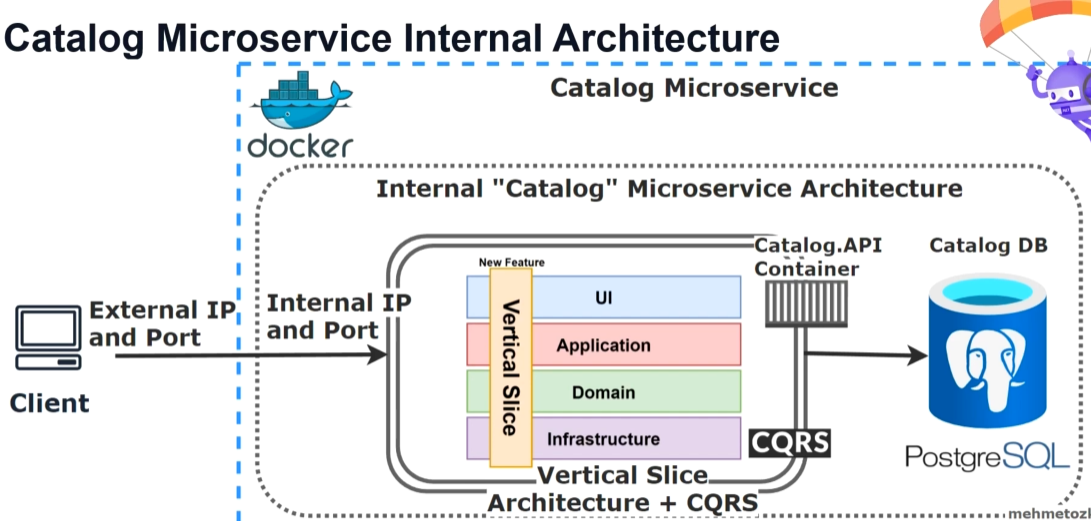 Catalog Microservice Internal Architecture
Catalog Microservice
docker
Internal "Catalog" Microservice Architecture
Catalog.API
Container
Catalog DB
New Feature
UI
Application
Domain
Infrastructure
Vertical Slice
External IP
and Port
Internal IP
and Port
Client
CQRS
PostgreSQL
Vertical Slice
Architecture + CQRS